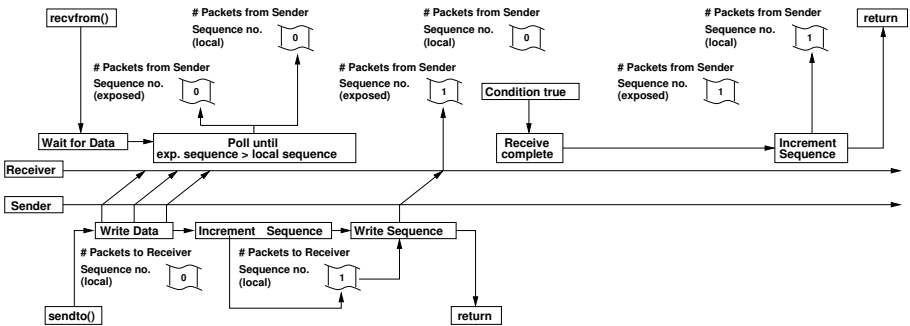 recvfrom()
# Packets from Sender
Sequence no.
(local)
0
# Packets from Sender
Sequence no.
(local)
0
# Packets from Sender
Sequence no.
(local)
1
return
# Packets from Sender
Sequence no.
(exposed)
0
# Packets from Sender
Sequence no.
(exposed)
1
Condition true
# Packets from Sender
Sequence no.
(exposed)
1
Wait for Data
Poll until
exp. sequence > local sequence
Receive
complete
Increment
Sequence
Receiver
Sender
Write Data
Increment Sequence
Write Sequence
# Packets to Receiver
Sequence no.
(local)
0
# Packets to Receiver
Sequence no.
(local)
1
sendto()
return